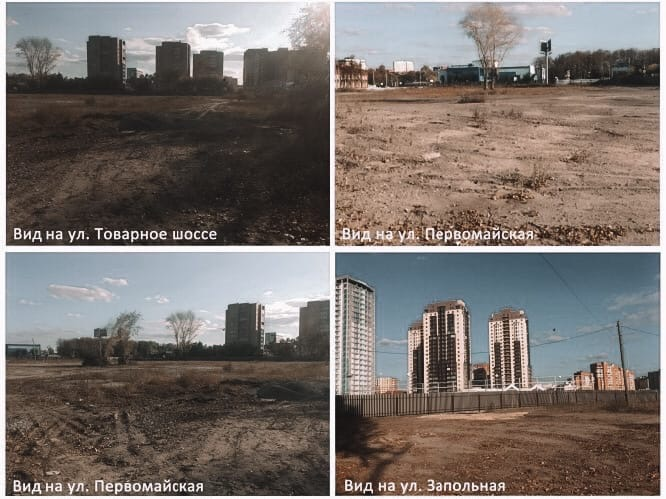 Вид на ул. Товарное шоссе
Вид на ул. Первомайская
Вид на ул. Первомайская
Вид на ул. Запольная